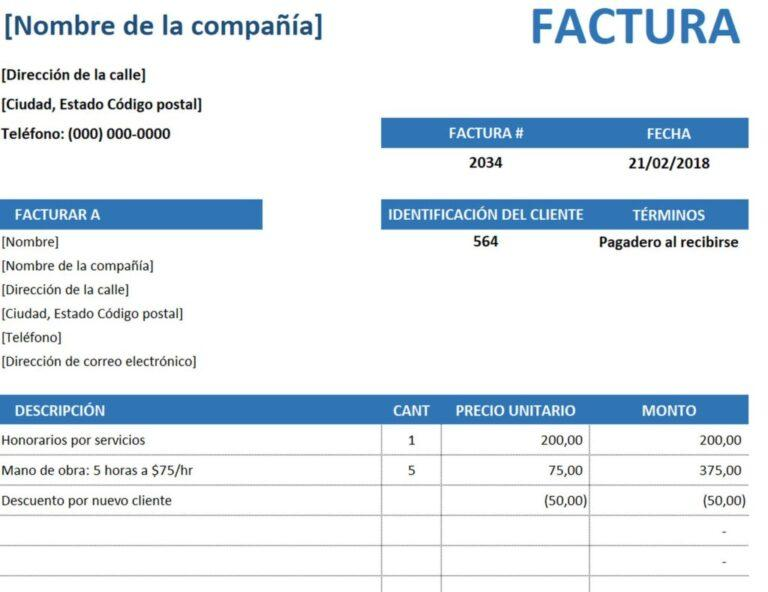 [Nombre de la compañía]
FACTURA
[Dirección de la calle]
[Ciudad, Estado Código postal]
Teléfono: (000) 000-0000
FACTURA # FECHA
2034 21/02/2018
FACTURAR A
IDENTIFICACIÓN DEL CLIENTE TÉRMINOS
564 Pagadero al recibirse
[Nombre]
[Nombre de la compañía]
[Dirección de la calle]
[Ciudad, Estado Código postal]
[Teléfono]
[Dirección de correo electrónico]
DESCRIPCIÓN CANT PRECIO UNITARIO MONTO
Honorarios por servicios 1 200,00 200,00
Mano de obra: 5 horas a $75/hr 5 75,00 375,00
Descuento por nuevo cliente (50,00) (50,00)
-
-